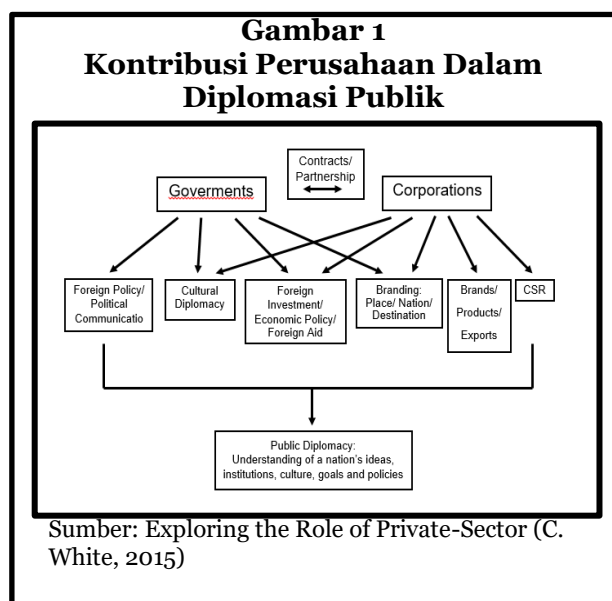 Gambar 1
Kontribusi Perusahaan Dalam
Diplomasi Publik
Contracts/
Partnership
Goverments
Corporations
Foreign Policy/
Political
Communicatio
Cultural
Diplomacy
Foreign
Investment/
Economic Policy/
Foreign Aid
Branding:
Place/ Nation/
Destination
Brands/
Products/
Exports
CSR
Public Diplomacy:
Understanding of a nation's ideas,
institutions, culture, goals and policies
Sumber: Exploring the Role of Private-Sector (C.
White, 2015)